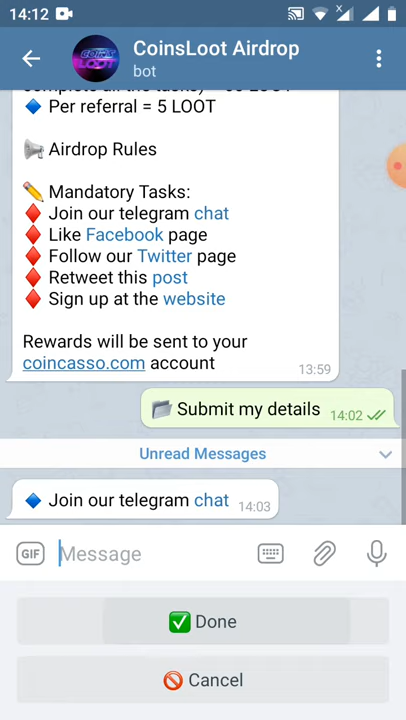 14:12
CoinsLoot Airdrop
bot
COINS
LOOT
🔹 Per referral = 5 LOOT
📢 Airdrop Rules
✏️ Mandatory Tasks:
♦️ Join our telegram chat
♦️ Like Facebook page
♦️ Follow our Twitter page
♦️ Retweet this post
♦️ Sign up at the website
Rewards will be sent to your
coincasso.com account
13:59
📂 Submit my details 14:02
Unread Messages
🔹 Join our telegram chat 14:03
GIF Message
✅ Done
🚫 Cancel